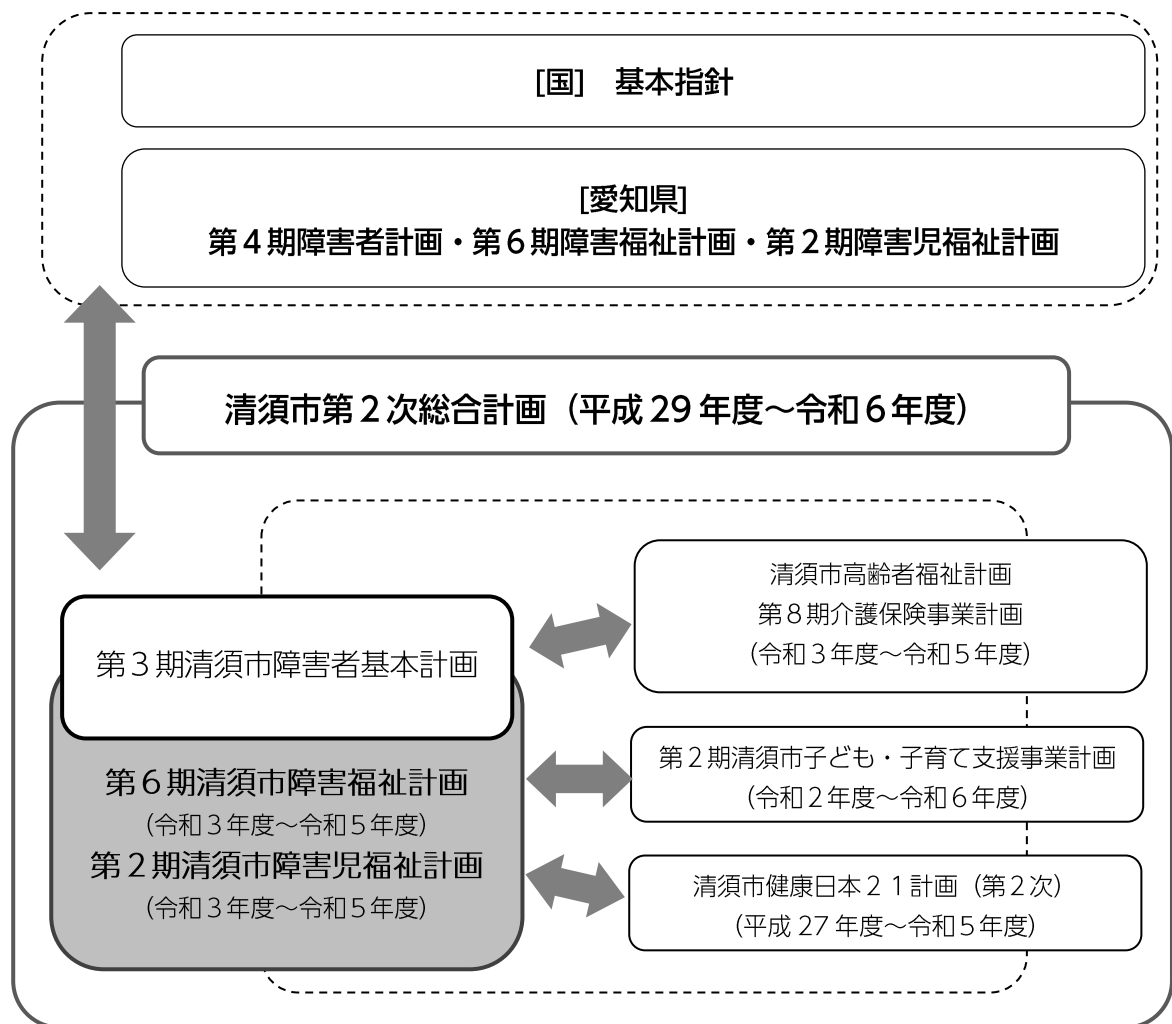 [国] 基本指針
[愛知県]
第４期障害者計画・第６期障害福祉計画・第２期障害児福祉計画
清須市第２次総合計画（平成 29 年度～令和６年度）
第３期清須市障害者基本計画
第６期清須市障害福祉計画
（令和３年度～令和５年度）
第２期清須市障害児福祉計画
（令和３年度～令和５年度）
清須市高齢者福祉計画
第８期介護保険事業計画
（令和３年度～令和５年度）
第２期清須市子ども・子育て支援事業計画
（令和２年度～令和６年度）
清須市健康日本２１計画（第２次）
（平成 27 年度～令和５年度）